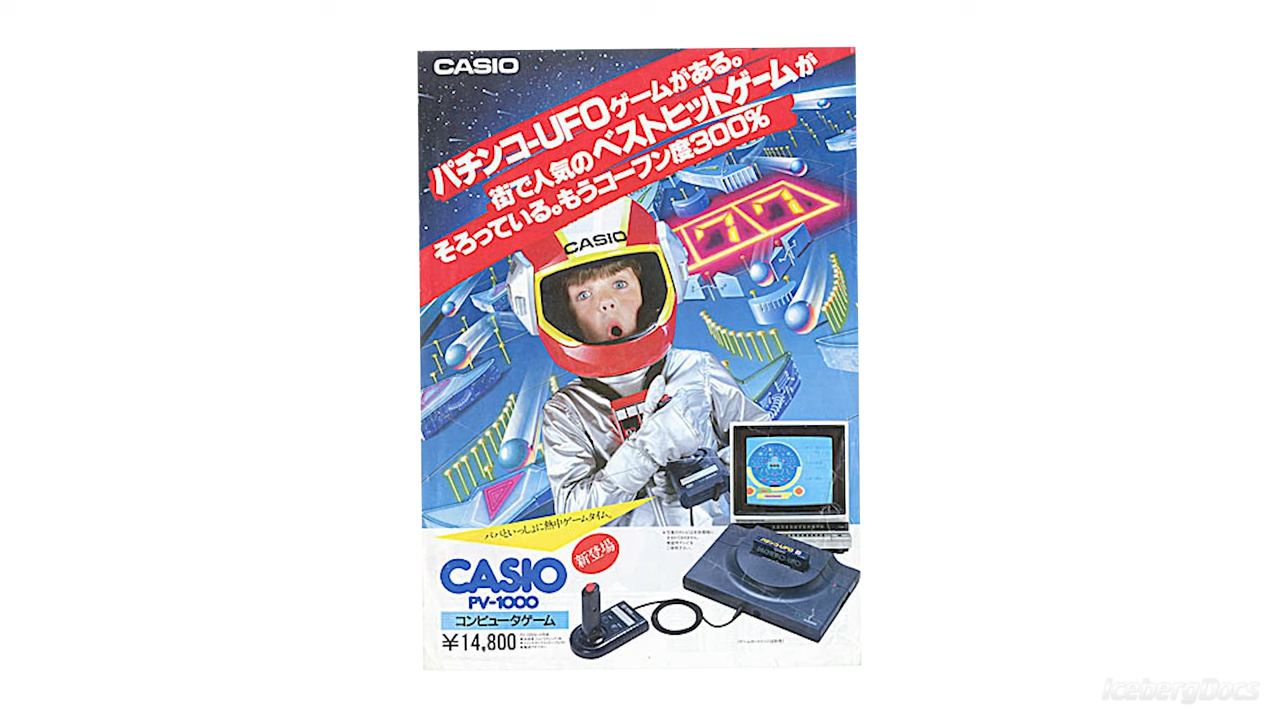 CASIO
パチンコ-UFOゲームがある。
街で人気のベストヒットゲームが
そろっている。もうコーフン度300%
CASIO
77
パパといっしょに熱中ゲームタイム。
新登場
CASIO
PV-1000
コンピュータゲーム
¥14,800
IcebergDocs